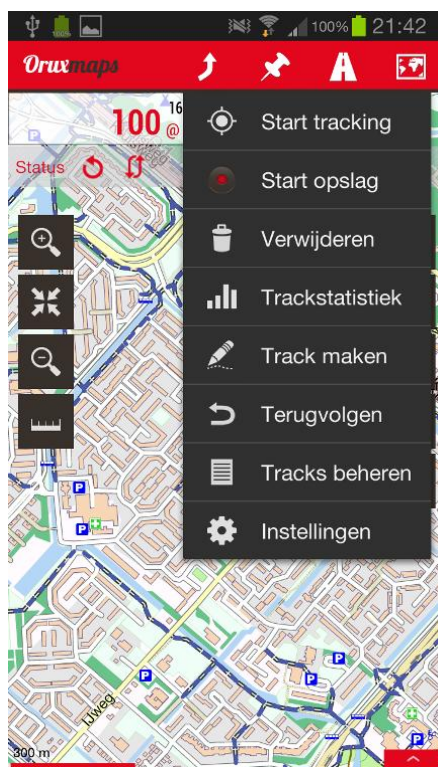 100% 21:42
Oruxmaps
16
100 @
Status
Start tracking
Start opslag
Verwijderen
Trackstatistiek
Track maken
Terugvolgen
Tracks beheren
Instellingen
P
P
P
P
P
P
IJweg
P
300 m